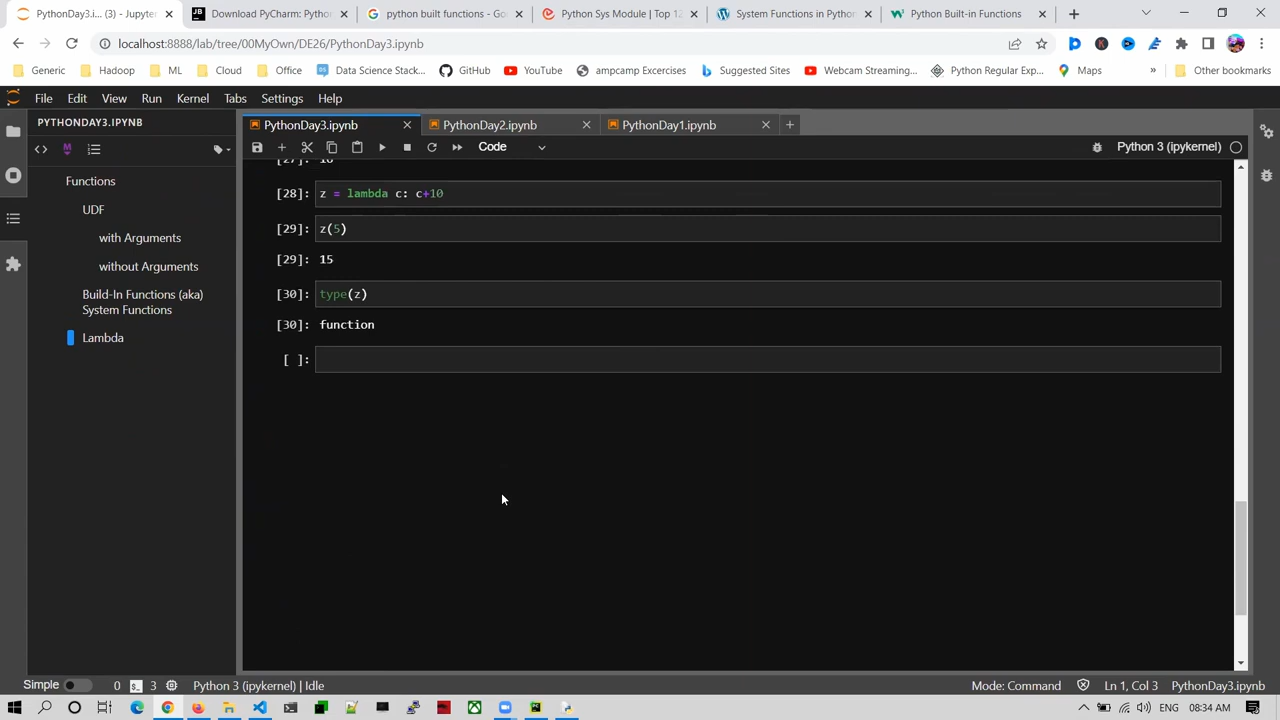 PythonDay3.i... (3) - Jupyter
Download PyCharm: Python
python built functions - Go
Python Sys Module | Top 12
System Functions in Python
Python Built-in Functions
localhost:8888/lab/tree/00MyOwn/DE26/PythonDay3.ipynb
Generic
Hadoop
ML
Cloud
Office
Data Science Stack...
GitHub
YouTube
ampcamp Excercises
Suggested Sites
Webcam Streaming...
Python Regular Exp...
Maps
»
Other bookmarks
File Edit View Run Kernel Tabs Settings Help
PYTHONDAY3.IPYNB
PythonDay3.ipynb
PythonDay2.ipynb
PythonDay1.ipynb
Code
Python 3 (ipykernel)
Functions
UDF
with Arguments
without Arguments
Build-In Functions (aka)
System Functions
Lambda
[28]: z = lambda c: c+10
[29]: z(5)
[29]: 15
[30]: type(z)
[30]: function
[ ]:
Simple 0 3 Python 3 (ipykernel) | Idle
Mode: Command Ln 1, Col 3 PythonDay3.ipynb
ENG 08:34 AM